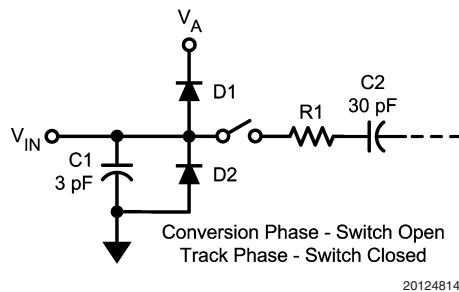 VA
D1
C2
30 pF
R1
VIN
C1
3 pF
D2
Conversion Phase - Switch Open
Track Phase - Switch Closed
20124814